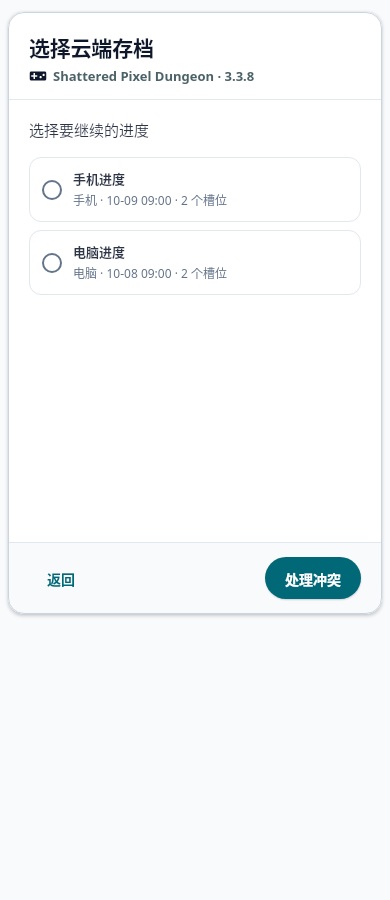 选择云端存档
Shattered Pixel Dungeon · 3.3.8
选择要继续的进度
手机进度
手机 · 10-09 09:00 · 2 个槽位
电脑进度
电脑 · 10-08 09:00 · 2 个槽位
返回
处理冲突